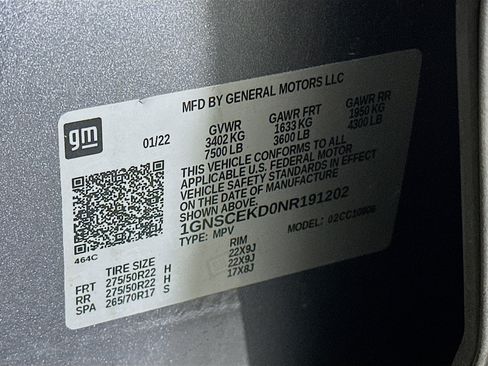 MFD BY GENERAL MOTORS LLC
gm
01/22
GVWR GAWR FRT GAWR RR
3402 KG 1633 KG 1950 KG
7500 LB 3600 LB 4300 LB
THIS VEHICLE CONFORMS TO ALL
APPLICABLE U.S. FEDERAL MOTOR
VEHICLE SAFETY STANDARDS IN EFFECT
ON THE DATE OF MANUFACTURE
SHOWN ABOVE.
1GNSCEKD0NR191202
TYPE: MPV MODEL: 02CC10906
464C
TIRE SIZE RIM
FRT 275/50R22 H 22X9J
RR 275/50R22 H 22X9J
SPA 265/70R17 S 17X8J